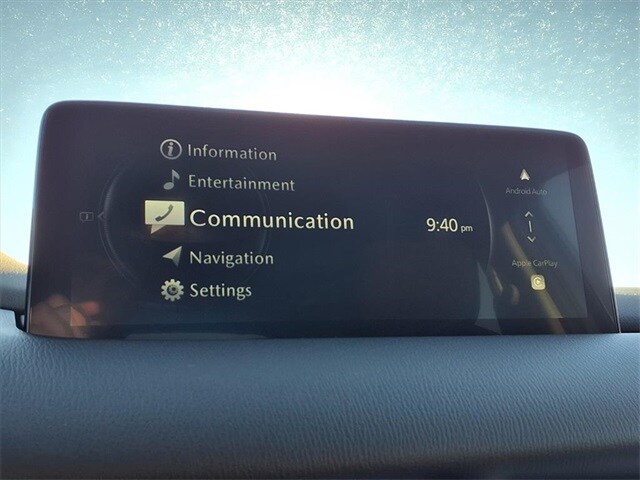 Information
Entertainment
Communication
Navigation
Settings
9:40 pm
Android Auto
Apple CarPlay